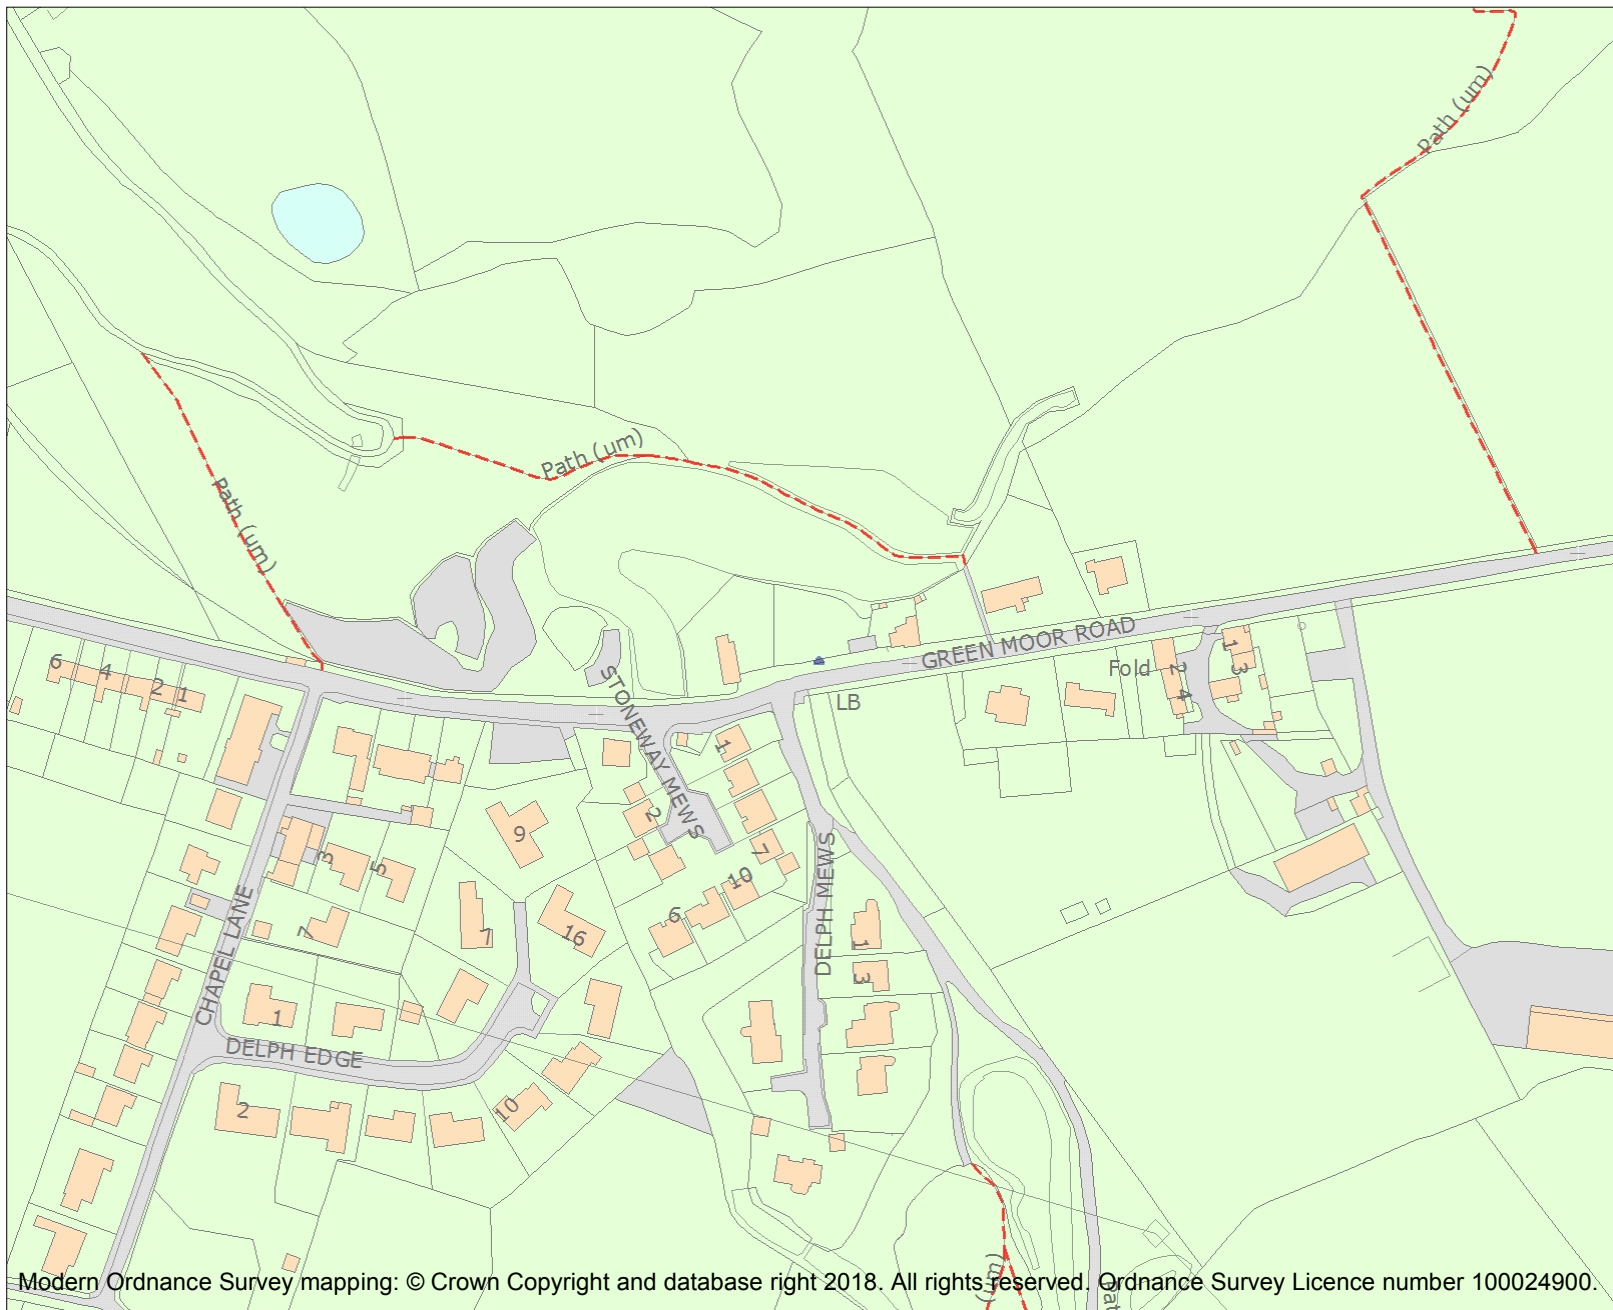 Path (um)
Path (um)
Path (um)
GREEN MOOR ROAD
1
3
Fold
2
4
LB
6
4
2
1
STONEWAY MEWS
1
2
7
10
6
9
3
5
7
7
16
DELPH MEWS
1
3
CHAPEL LANE
1
DELPH EDGE
2
10
(um)
Pat
Modern Ordnance Survey mapping: © Crown Copyright and database right 2018. All rights reserved. Ordnance Survey Licence number 100024900.